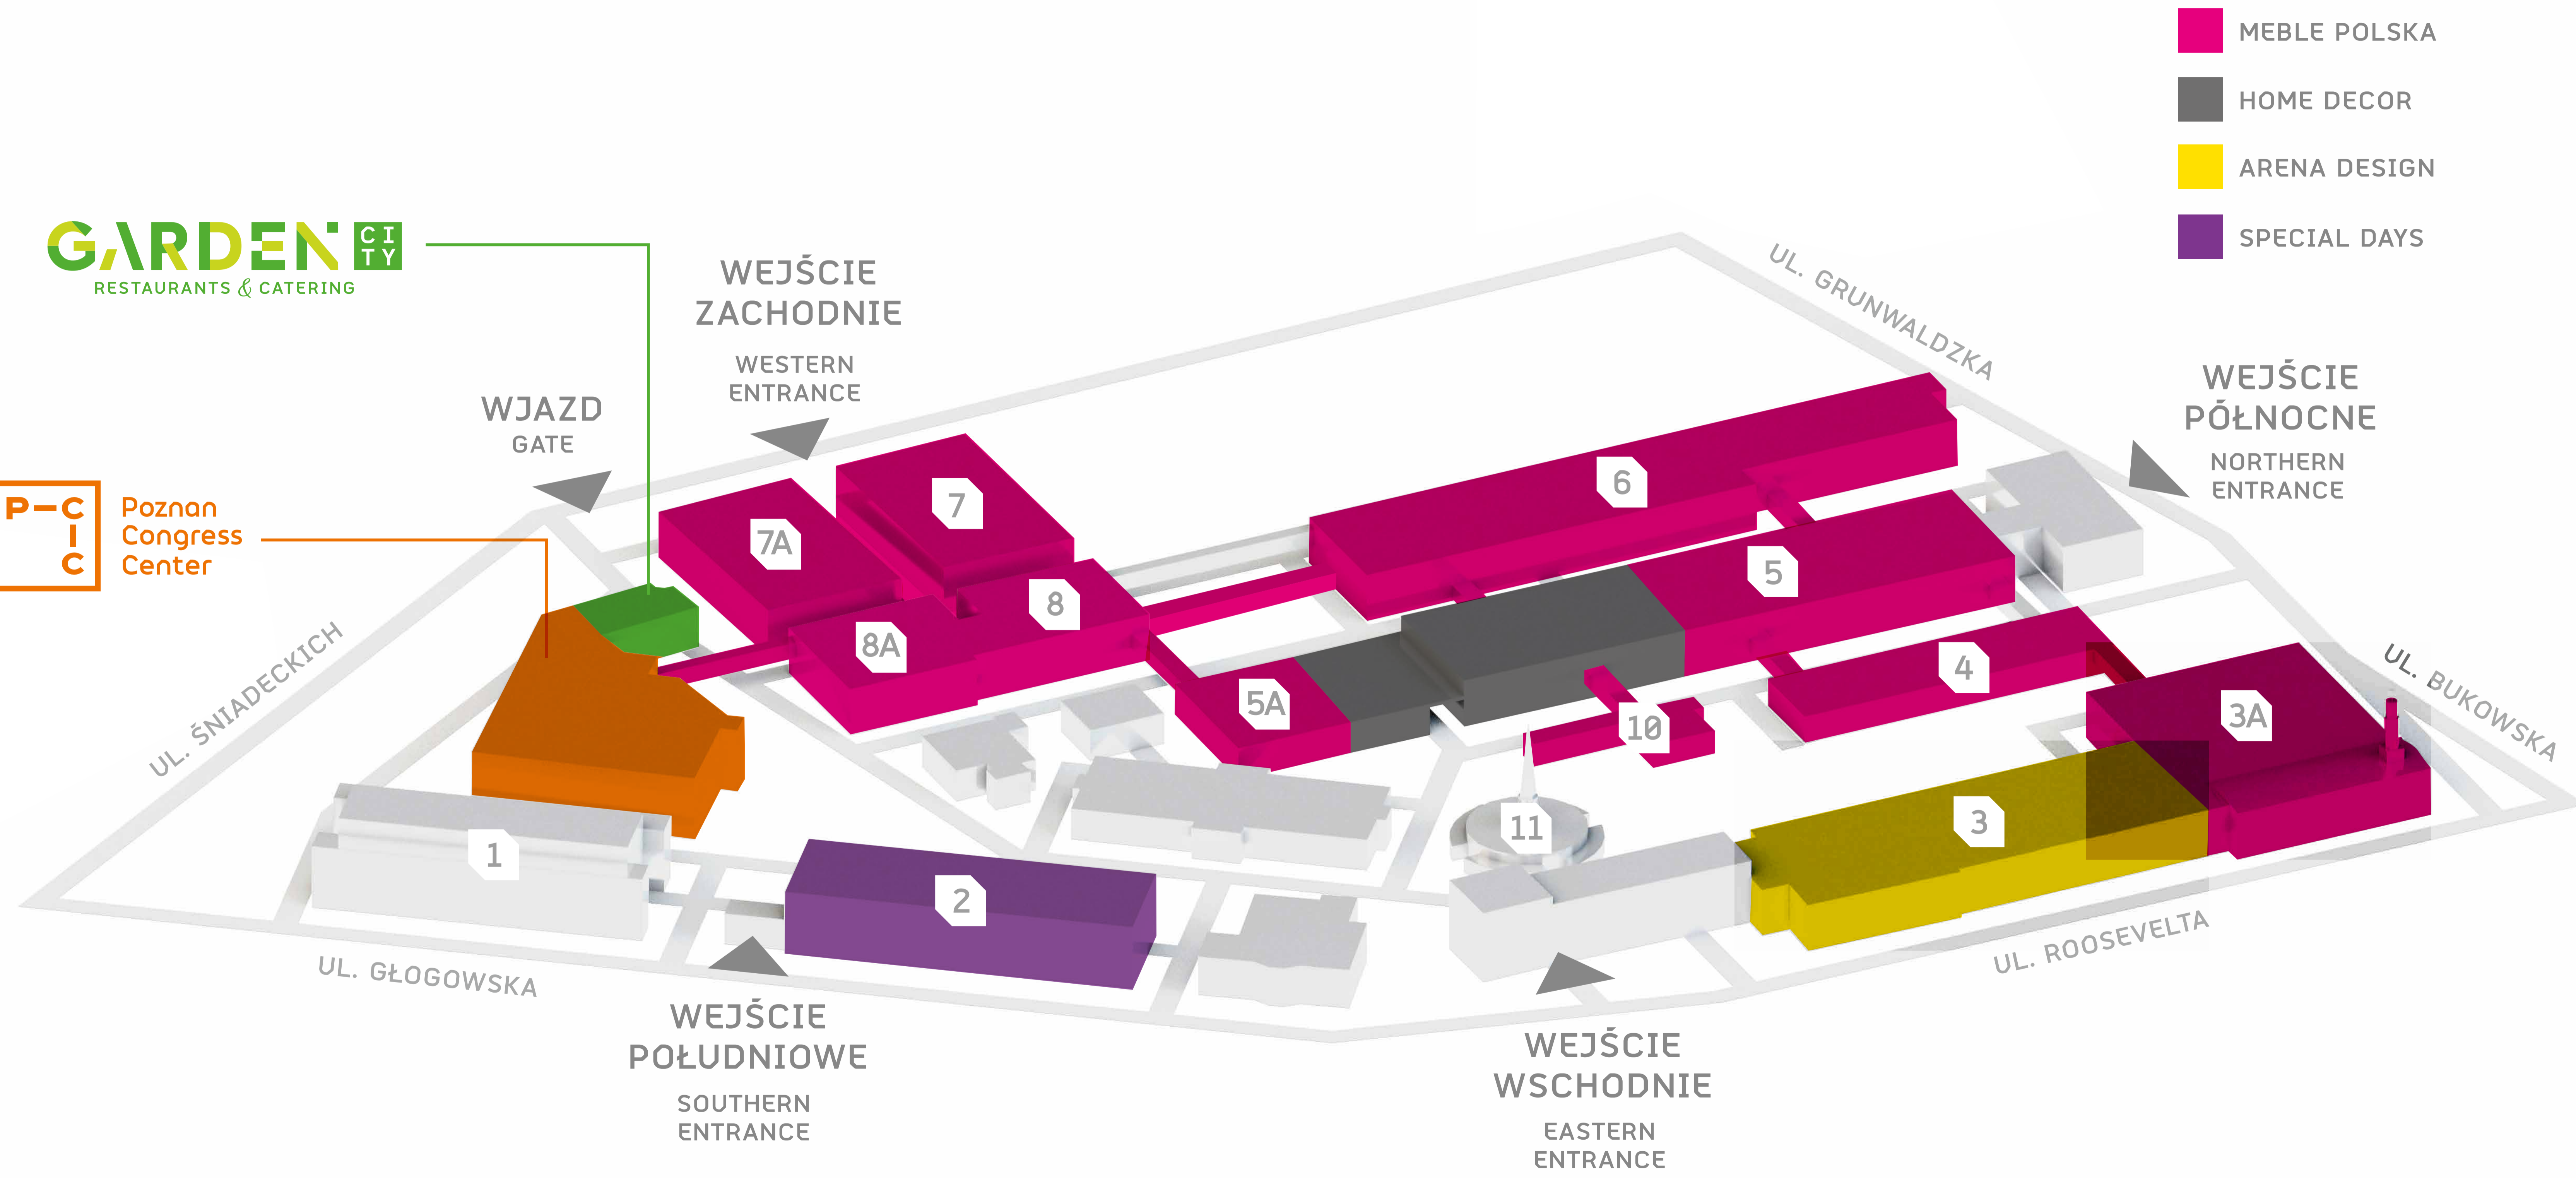 MEBLE POLSKA
HOME DECOR
ARENA DESIGN
SPECIAL DAYS
GARDEN CI
TY
RESTAURANTS & CATERING
WEJŚCIE
ZACHODNIE
WESTERN
ENTRANCE
WJAZD
GATE
P-C
I
C
Poznan
Congress
Center
UL. GRUNWALDZKA
WEJŚCIE
PÓŁNOCNE
NORTHERN
ENTRANCE
UL. ŚNIADECKICH
UL. BUKOWSKA
7
7A
6
5
8
8A
4
5A
10
3A
11
3
1
2
UL. GŁOGOWSKA
UL. ROOSEVELTA
WEJŚCIE
POŁUDNIOWE
SOUTHERN
ENTRANCE
WEJŚCIE
WSCHODNIE
EASTERN
ENTRANCE